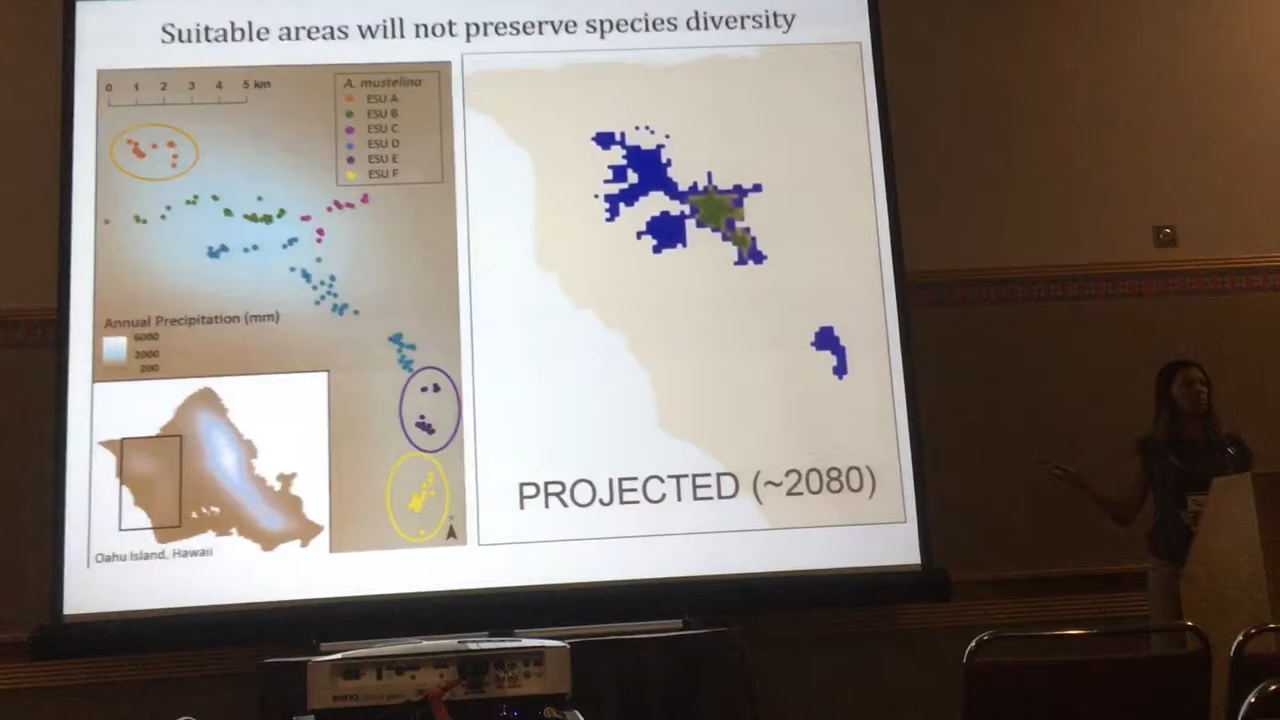 Suitable areas will not preserve species diversity
0 1 2 3 4 5 km
A. mustelina
ESU A
ESU B
ESU C
ESU D
ESU E
ESU F
Annual Precipitation (mm)
6000
2000
200
Oahu Island, Hawaii
PROJECTED (~2080)
BENQ